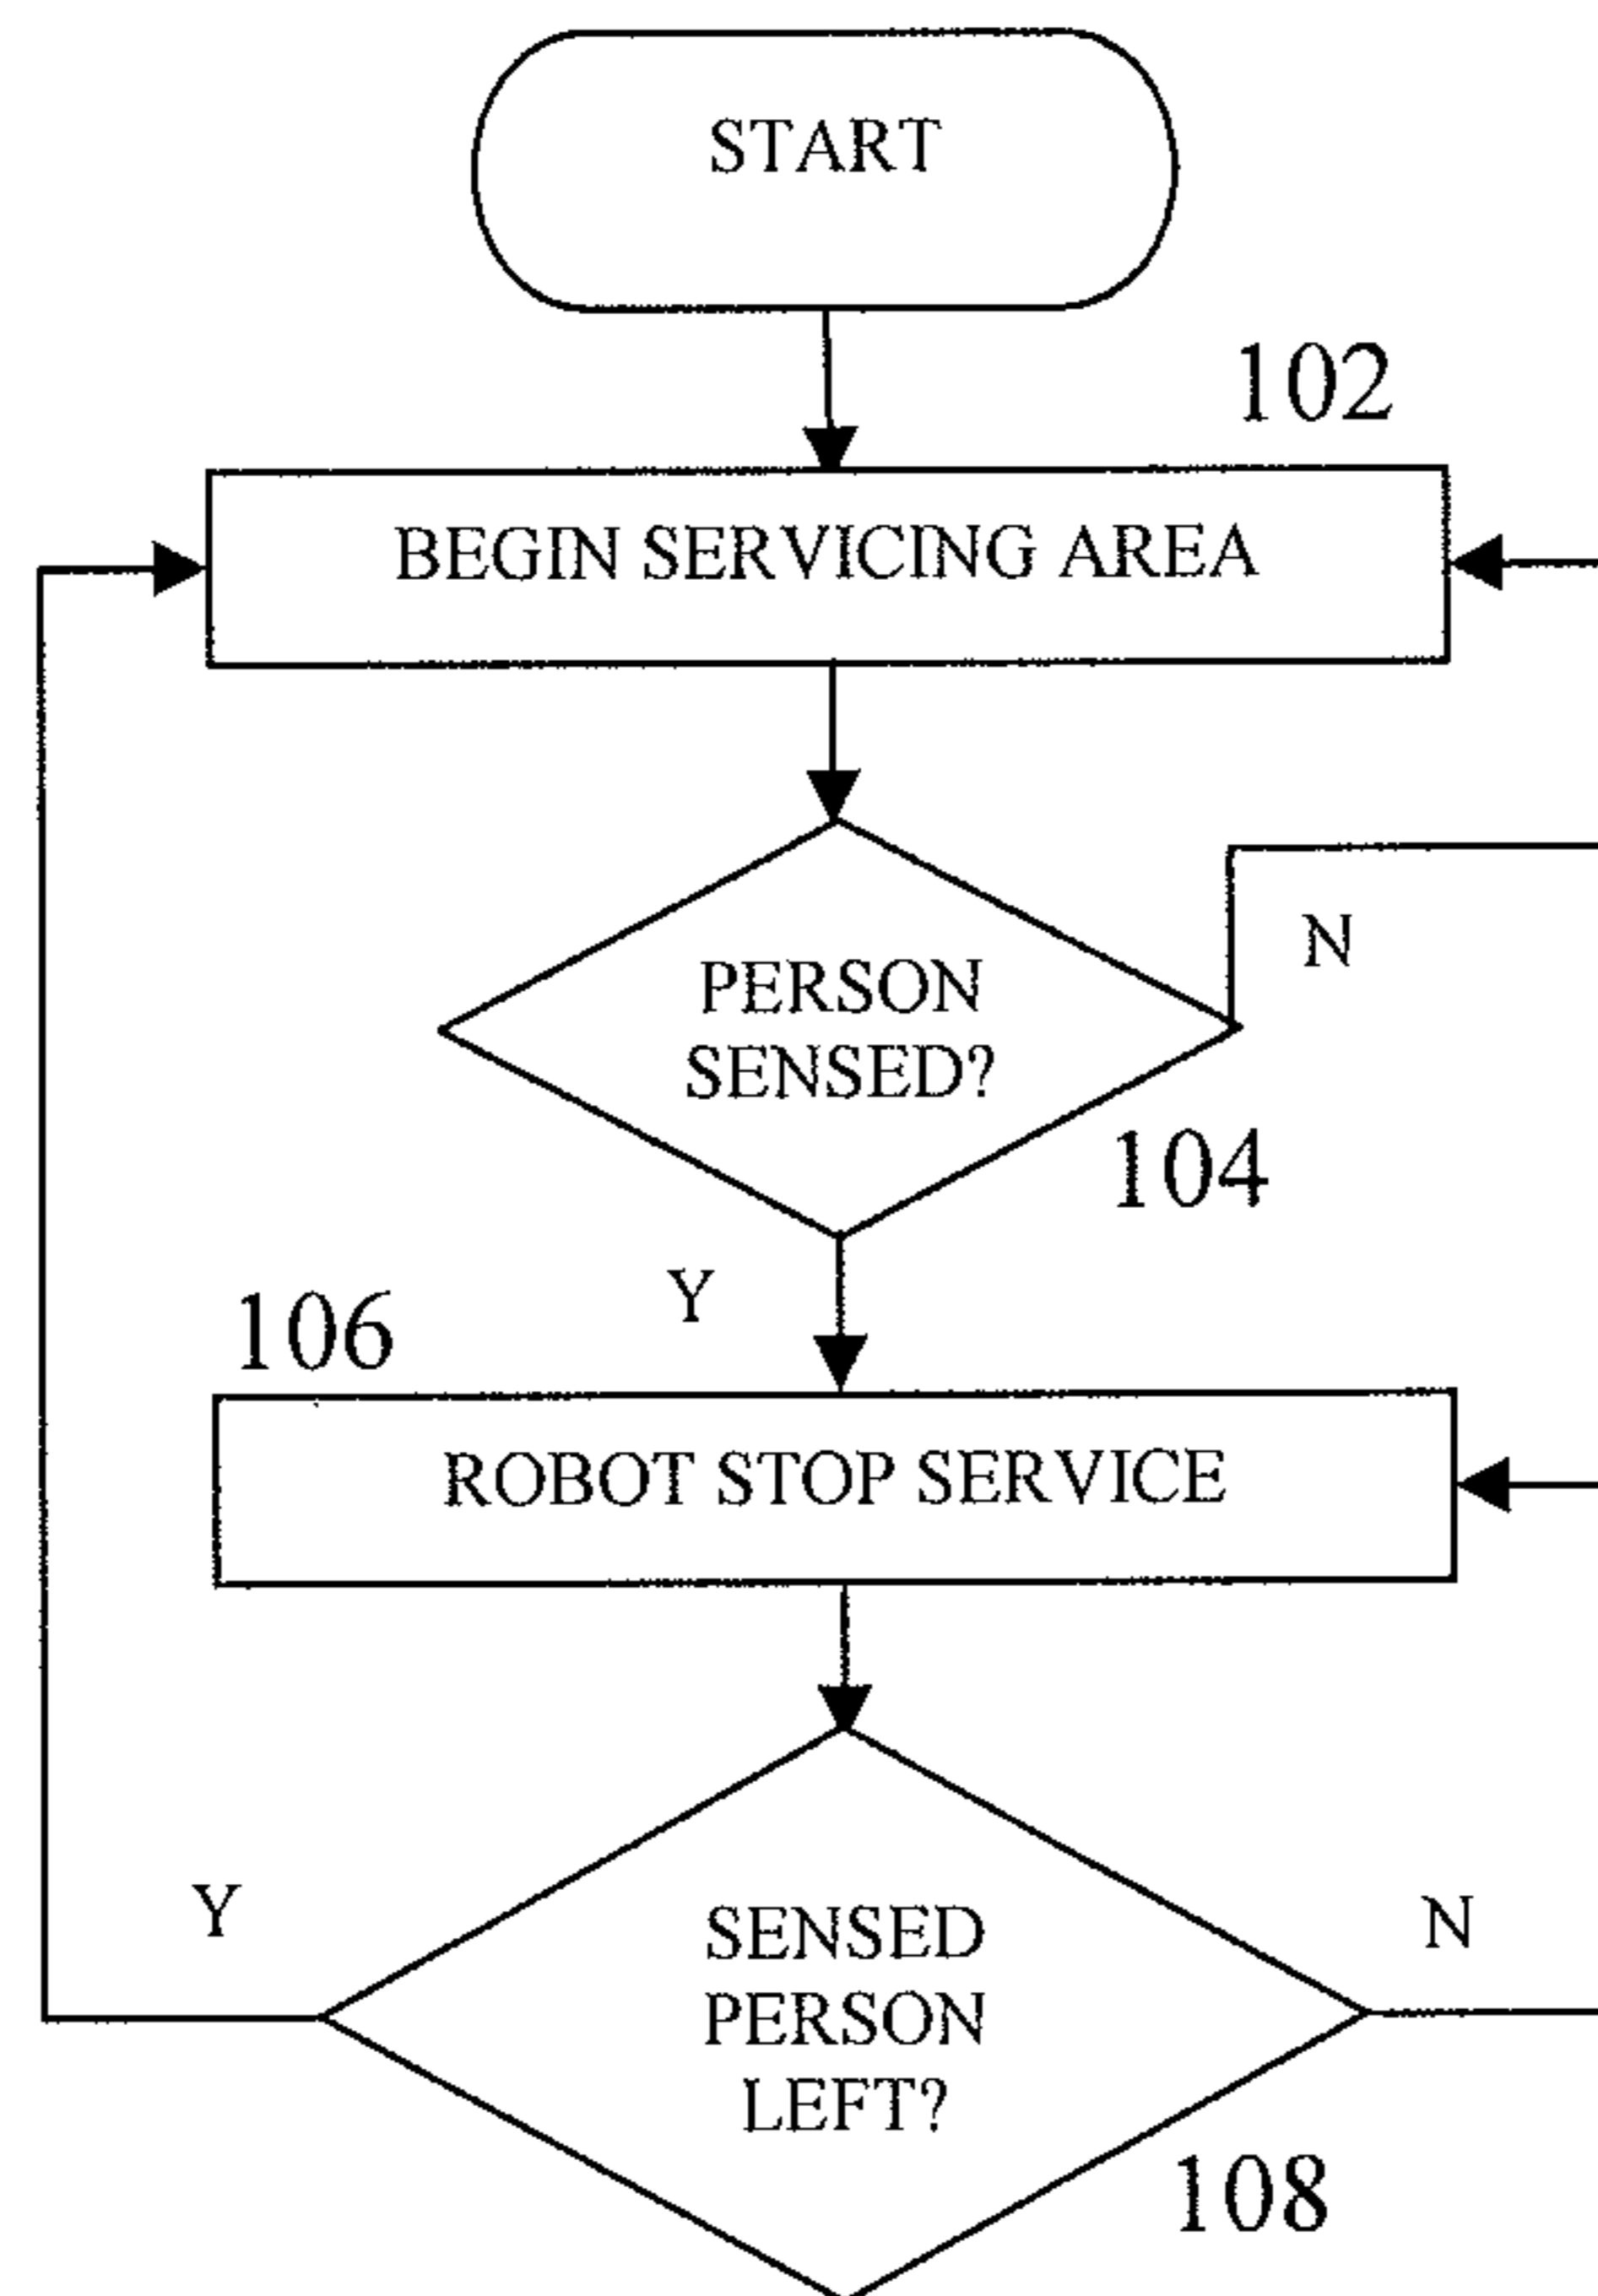 START
102
BEGIN SERVICING AREA
N
PERSON
SENSED?
104
Y
106
ROBOT STOP SERVICE
Y
N
SENSED
PERSON
LEFT?
108